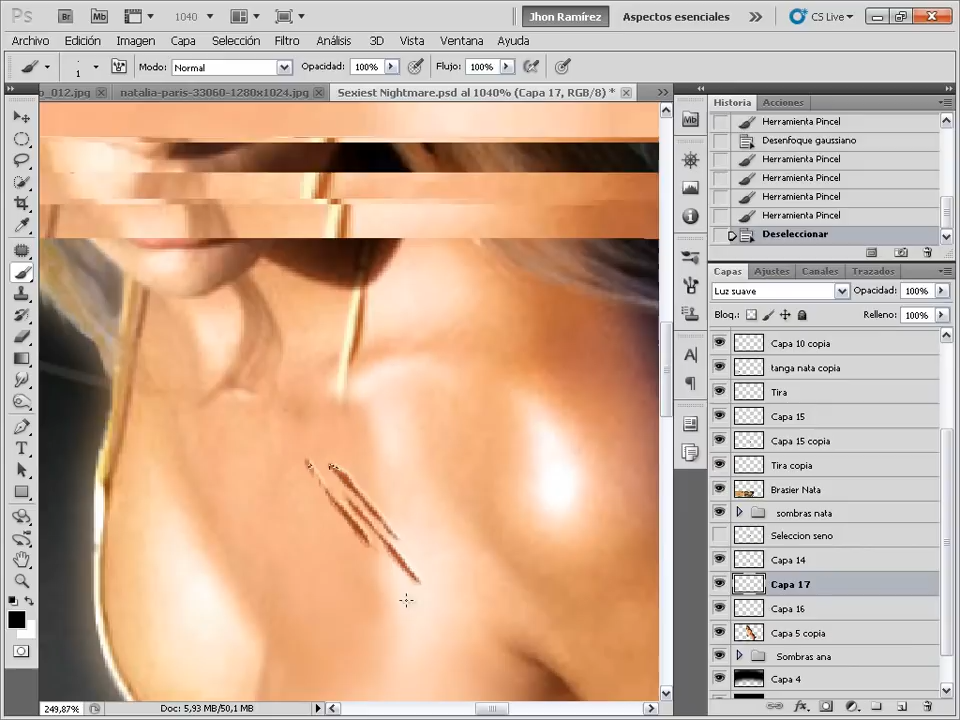 Ps Br Mb 1040 Jhon Ramírez Aspectos esenciales CS Live
Archivo Edición Imagen Capa Selección Filtro Análisis 3D Vista Ventana Ayuda
1 Modo: Normal Opacidad: 100% Flujo: 100%
o_012.jpg natalia-paris-33060-1280x1024.jpg Sexiest Nightmare.psd al 1040% (Capa 17, RGB/8) *
Historia Acciones
Herramienta Pincel
Desenfoque gaussiano
Herramienta Pincel
Herramienta Pincel
Herramienta Pincel
Herramienta Pincel
Deseleccionar
Capas Ajustes Canales Trazados
Luz suave Opacidad: 100%
Bloq.: Relleno: 100%
Capa 10 copia
tanga nata copia
Tira
Capa 15
Capa 15 copia
Tira copia
Brasier Nata
sombras nata
Seleccion seno
Capa 14
Capa 17
Capa 16
Capa 5 copia
Sombras ana
Capa 4
249,87% Doc: 5,93 MB/50,1 MB